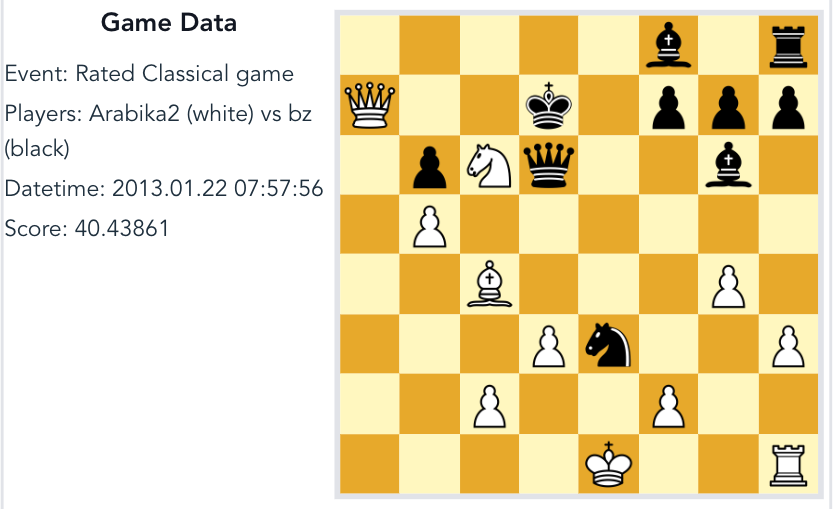 Game Data
Event: Rated Classical game
Players: Arabika2 (white) vs bz
(black)
Datetime: 2013.01.22 07:57:56
Score: 40.43861